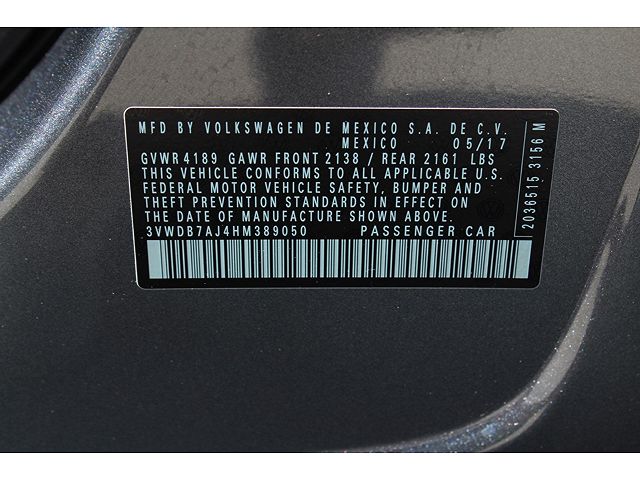 MFD BY VOLKSWAGEN DE MEXICO S.A. DE C.V.
MEXICO 05/17
GVWR 4189 GAWR FRONT 2138 / REAR 2161 LBS
THIS VEHICLE CONFORMS TO ALL APPLICABLE U.S.
FEDERAL MOTOR VEHICLE SAFETY, BUMPER AND
THEFT PREVENTION STANDARDS IN EFFECT ON
THE DATE OF MANUFACTURE SHOWN ABOVE.
3VWDB7AJ4HM389050 PASSENGER CAR
2036515 3156 M